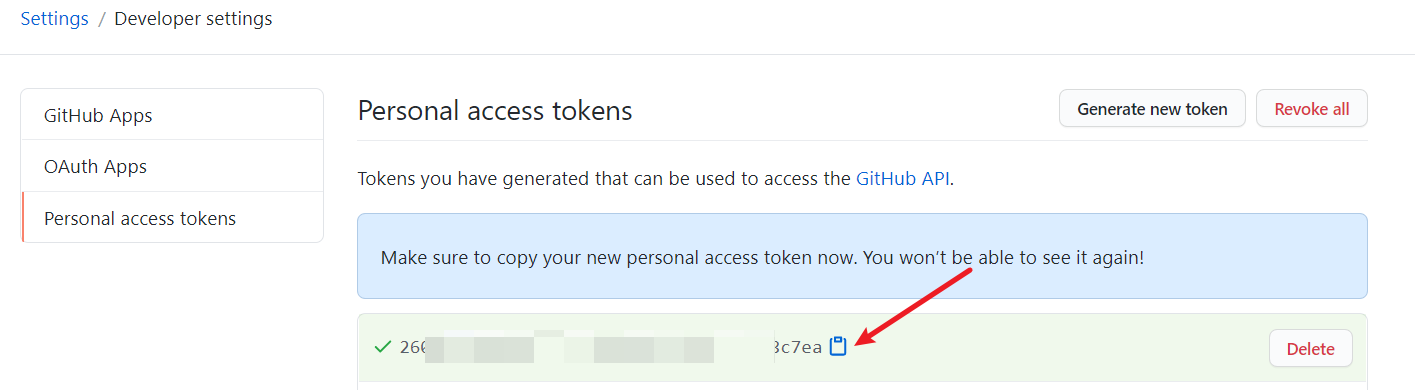 Settings / Developer settings
GitHub Apps
OAuth Apps
Personal access tokens
Personal access tokens
Generate new token
Revoke all
Tokens you have generated that can be used to access the GitHub API.
Make sure to copy your new personal access token now. You won't be able to see it again!
260 3c7ea
Delete